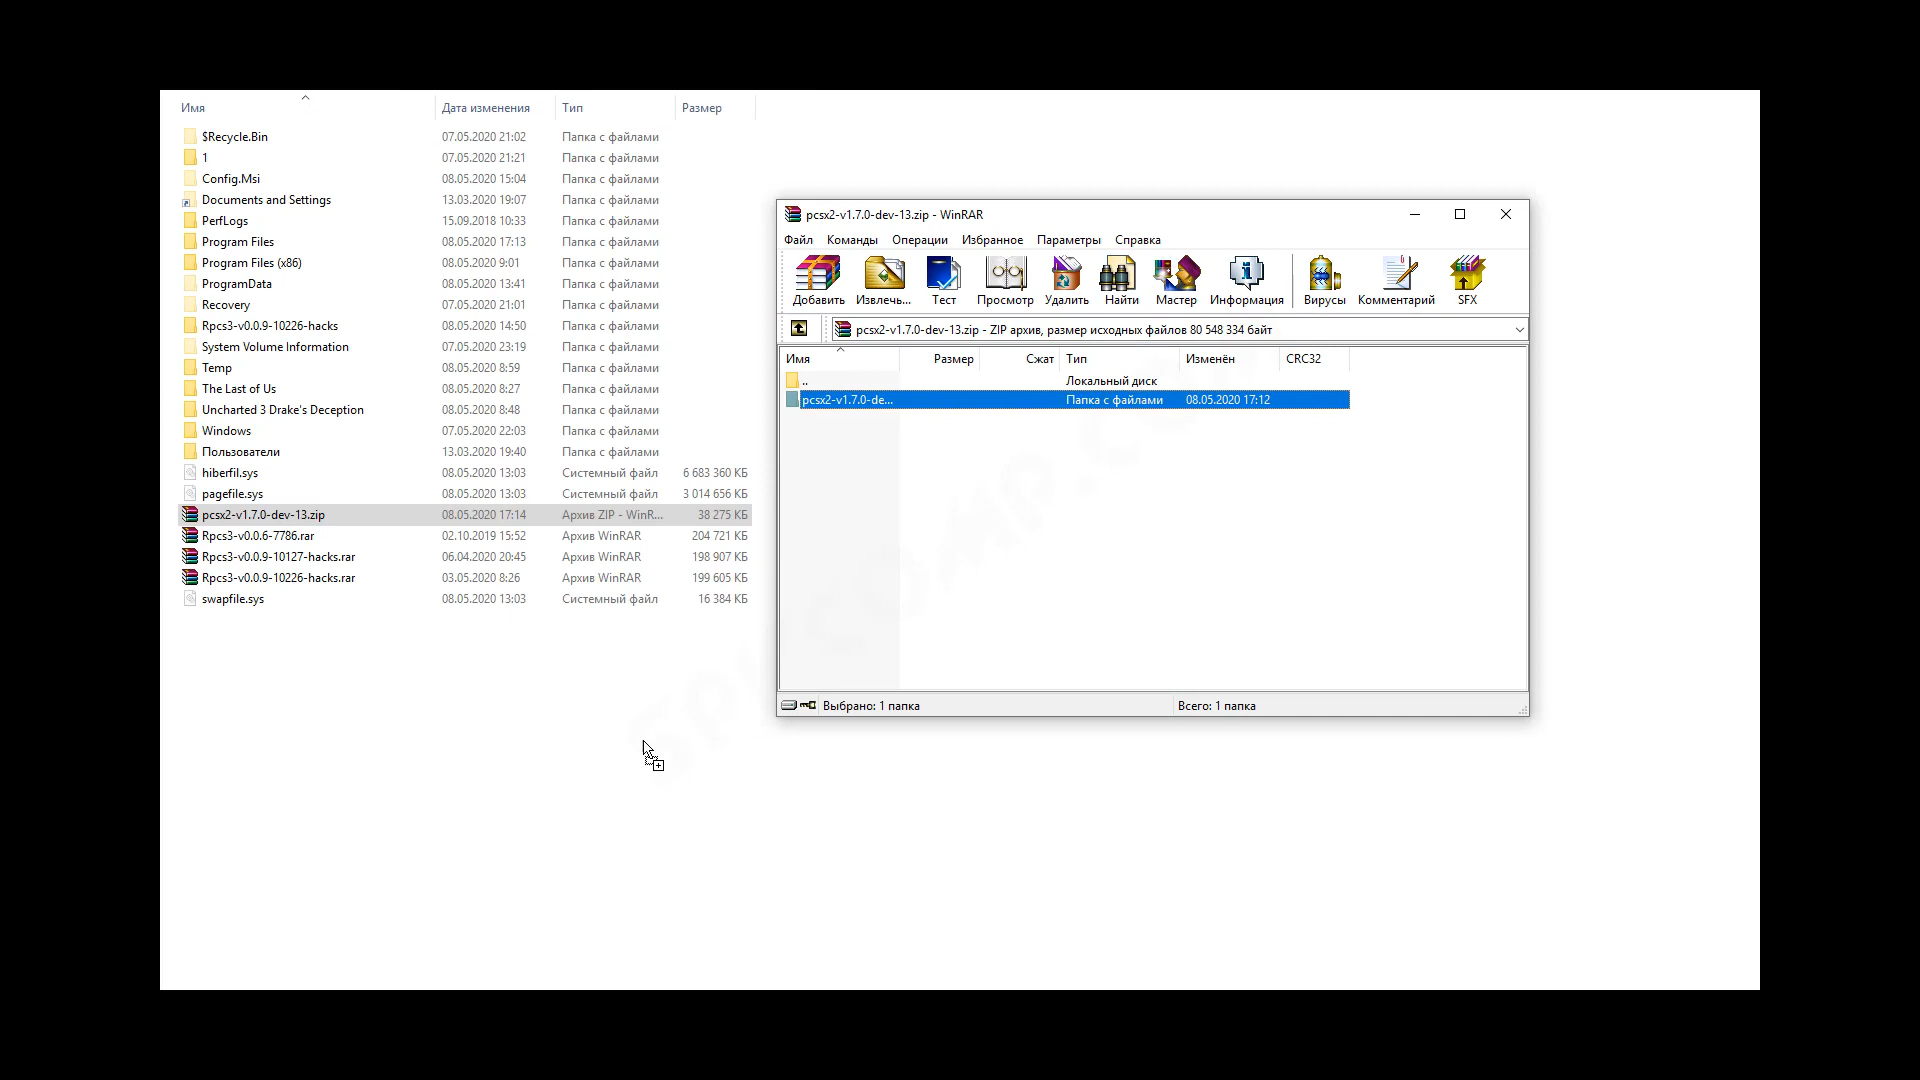 Имя Дата изменения Тип Размер
$Recycle.Bin 07.05.2020 21:02 Папка с файлами
1 07.05.2020 21:21 Папка с файлами
Config.Msi 08.05.2020 15:04 Папка с файлами
Documents and Settings 13.03.2020 19:07 Папка с файлами
PerfLogs 15.09.2018 10:33 Папка с файлами
Program Files 08.05.2020 17:13 Папка с файлами
Program Files (x86) 08.05.2020 9:01 Папка с файлами
ProgramData 08.05.2020 13:41 Папка с файлами
Recovery 07.05.2020 21:01 Папка с файлами
Rpcs3-v0.0.9-10226-hacks 08.05.2020 14:50 Папка с файлами
System Volume Information 07.05.2020 23:19 Папка с файлами
Temp 08.05.2020 8:59 Папка с файлами
The Last of Us 08.05.2020 8:27 Папка с файлами
Uncharted 3 Drake's Deception 08.05.2020 8:48 Папка с файлами
Windows 07.05.2020 22:03 Папка с файлами
Пользователи 13.03.2020 19:40 Папка с файлами
hiberfil.sys 08.05.2020 13:03 Системный файл 6 683 360 КБ
pagefile.sys 08.05.2020 13:03 Системный файл 3 014 656 КБ
pcsx2-v1.7.0-dev-13.zip 08.05.2020 17:14 Архив ZIP - WinR... 38 275 КБ
Rpcs3-v0.0.6-7786.rar 02.10.2019 15:52 Архив WinRAR 204 721 КБ
Rpcs3-v0.0.9-10127-hacks.rar 06.04.2020 20:45 Архив WinRAR 198 907 КБ
Rpcs3-v0.0.9-10226-hacks.rar 03.05.2020 8:26 Архив WinRAR 199 605 КБ
swapfile.sys 08.05.2020 13:03 Системный файл 16 384 КБ
pcsx2-v1.7.0-dev-13.zip - WinRAR
Файл Команды Операции Избранное Параметры Справка
Добавить Извлечь... Тест Просмотр Удалить Найти Мастер Информация Вирусы Комментарий SFX
pcsx2-v1.7.0-dev-13.zip - ZIP архив, размер исходных файлов 80 548 334 байт
Имя Размер Сжат Тип Изменён CRC32
.. Локальный диск
pcsx2-v1.7.0-de... Папка с файлами 08.05.2020 17:12
Выбрано: 1 папка Всего: 1 папка